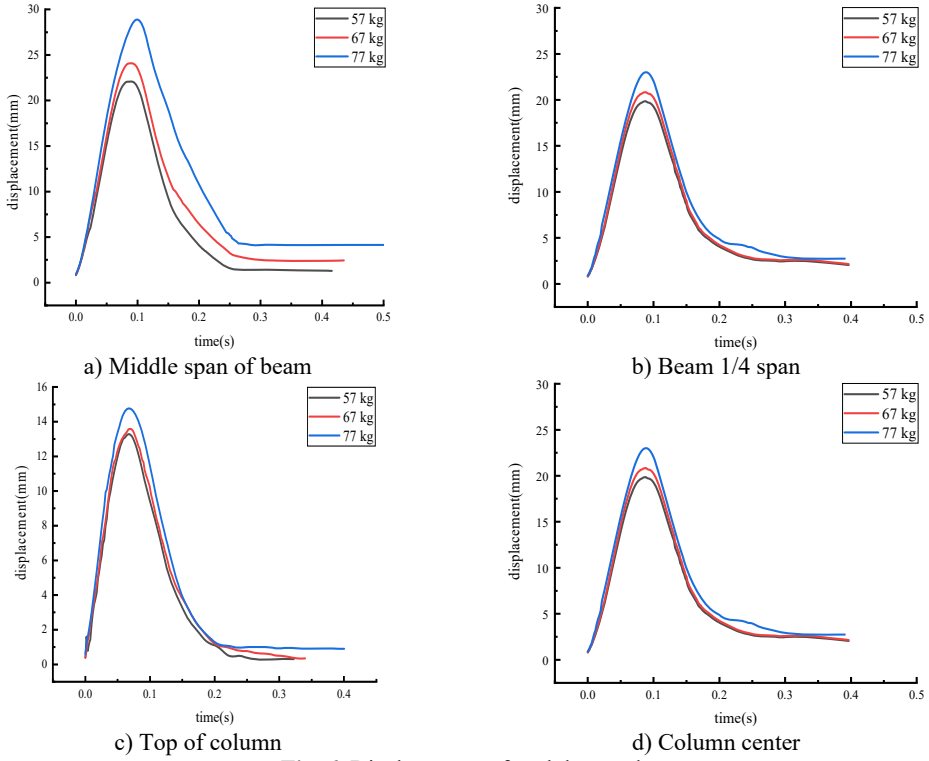 30
25
20
15
10
5
0
displacement(mm)
57 kg
67 kg
77 kg
0.0 0.1 0.2 0.3 0.4 0.5
time(s)
a) Middle span of beam
30
25
20
15
10
5
0
displacement(mm)
57 kg
67 kg
77 kg
0.0 0.1 0.2 0.3 0.4 0.5
time(s)
b) Beam 1/4 span
16
14
12
10
8
6
4
2
0
displacement(mm)
57 kg
67 kg
77 kg
0.0 0.1 0.2 0.3 0.4
time(s)
c) Top of column
30
25
20
15
10
5
0
displacement(mm)
57 kg
67 kg
77 kg
0.0 0.1 0.2 0.3 0.4 0.5
time(s)
d) Column center
Fig. Displacement